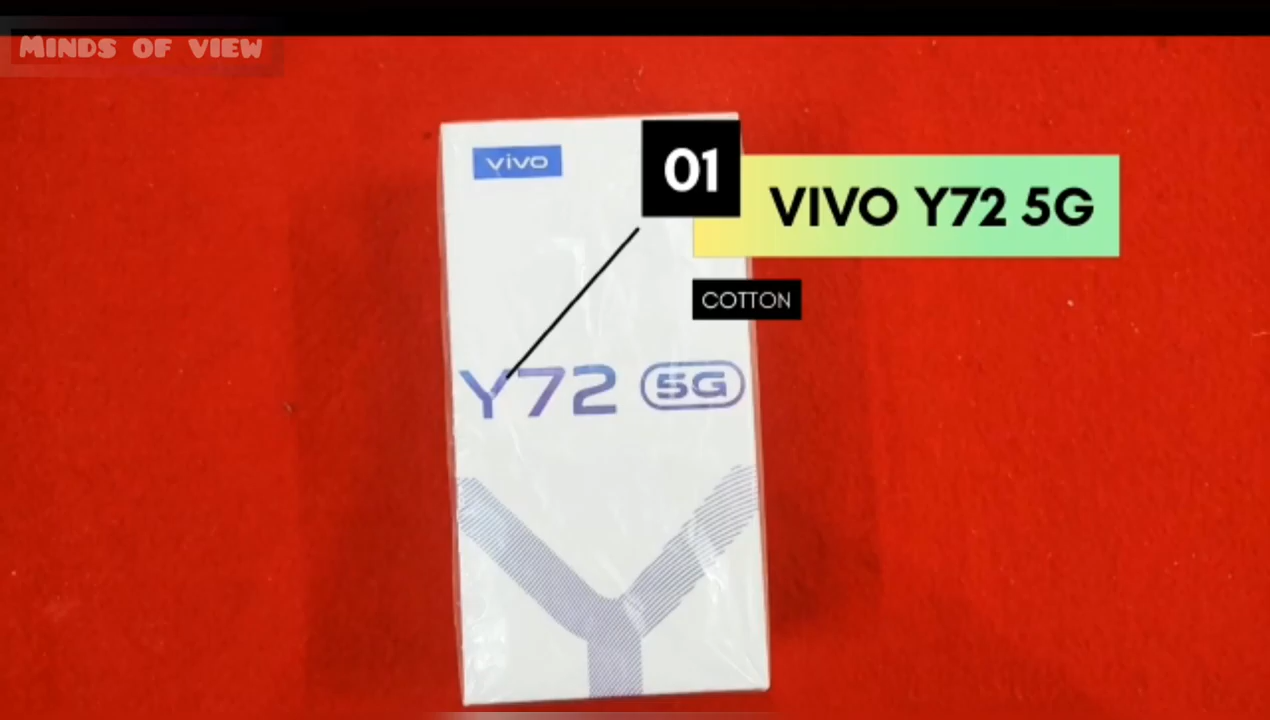 MINDS OF VIEW
vivo
01
VIVO Y72 5G
COTTON
Y72 5G